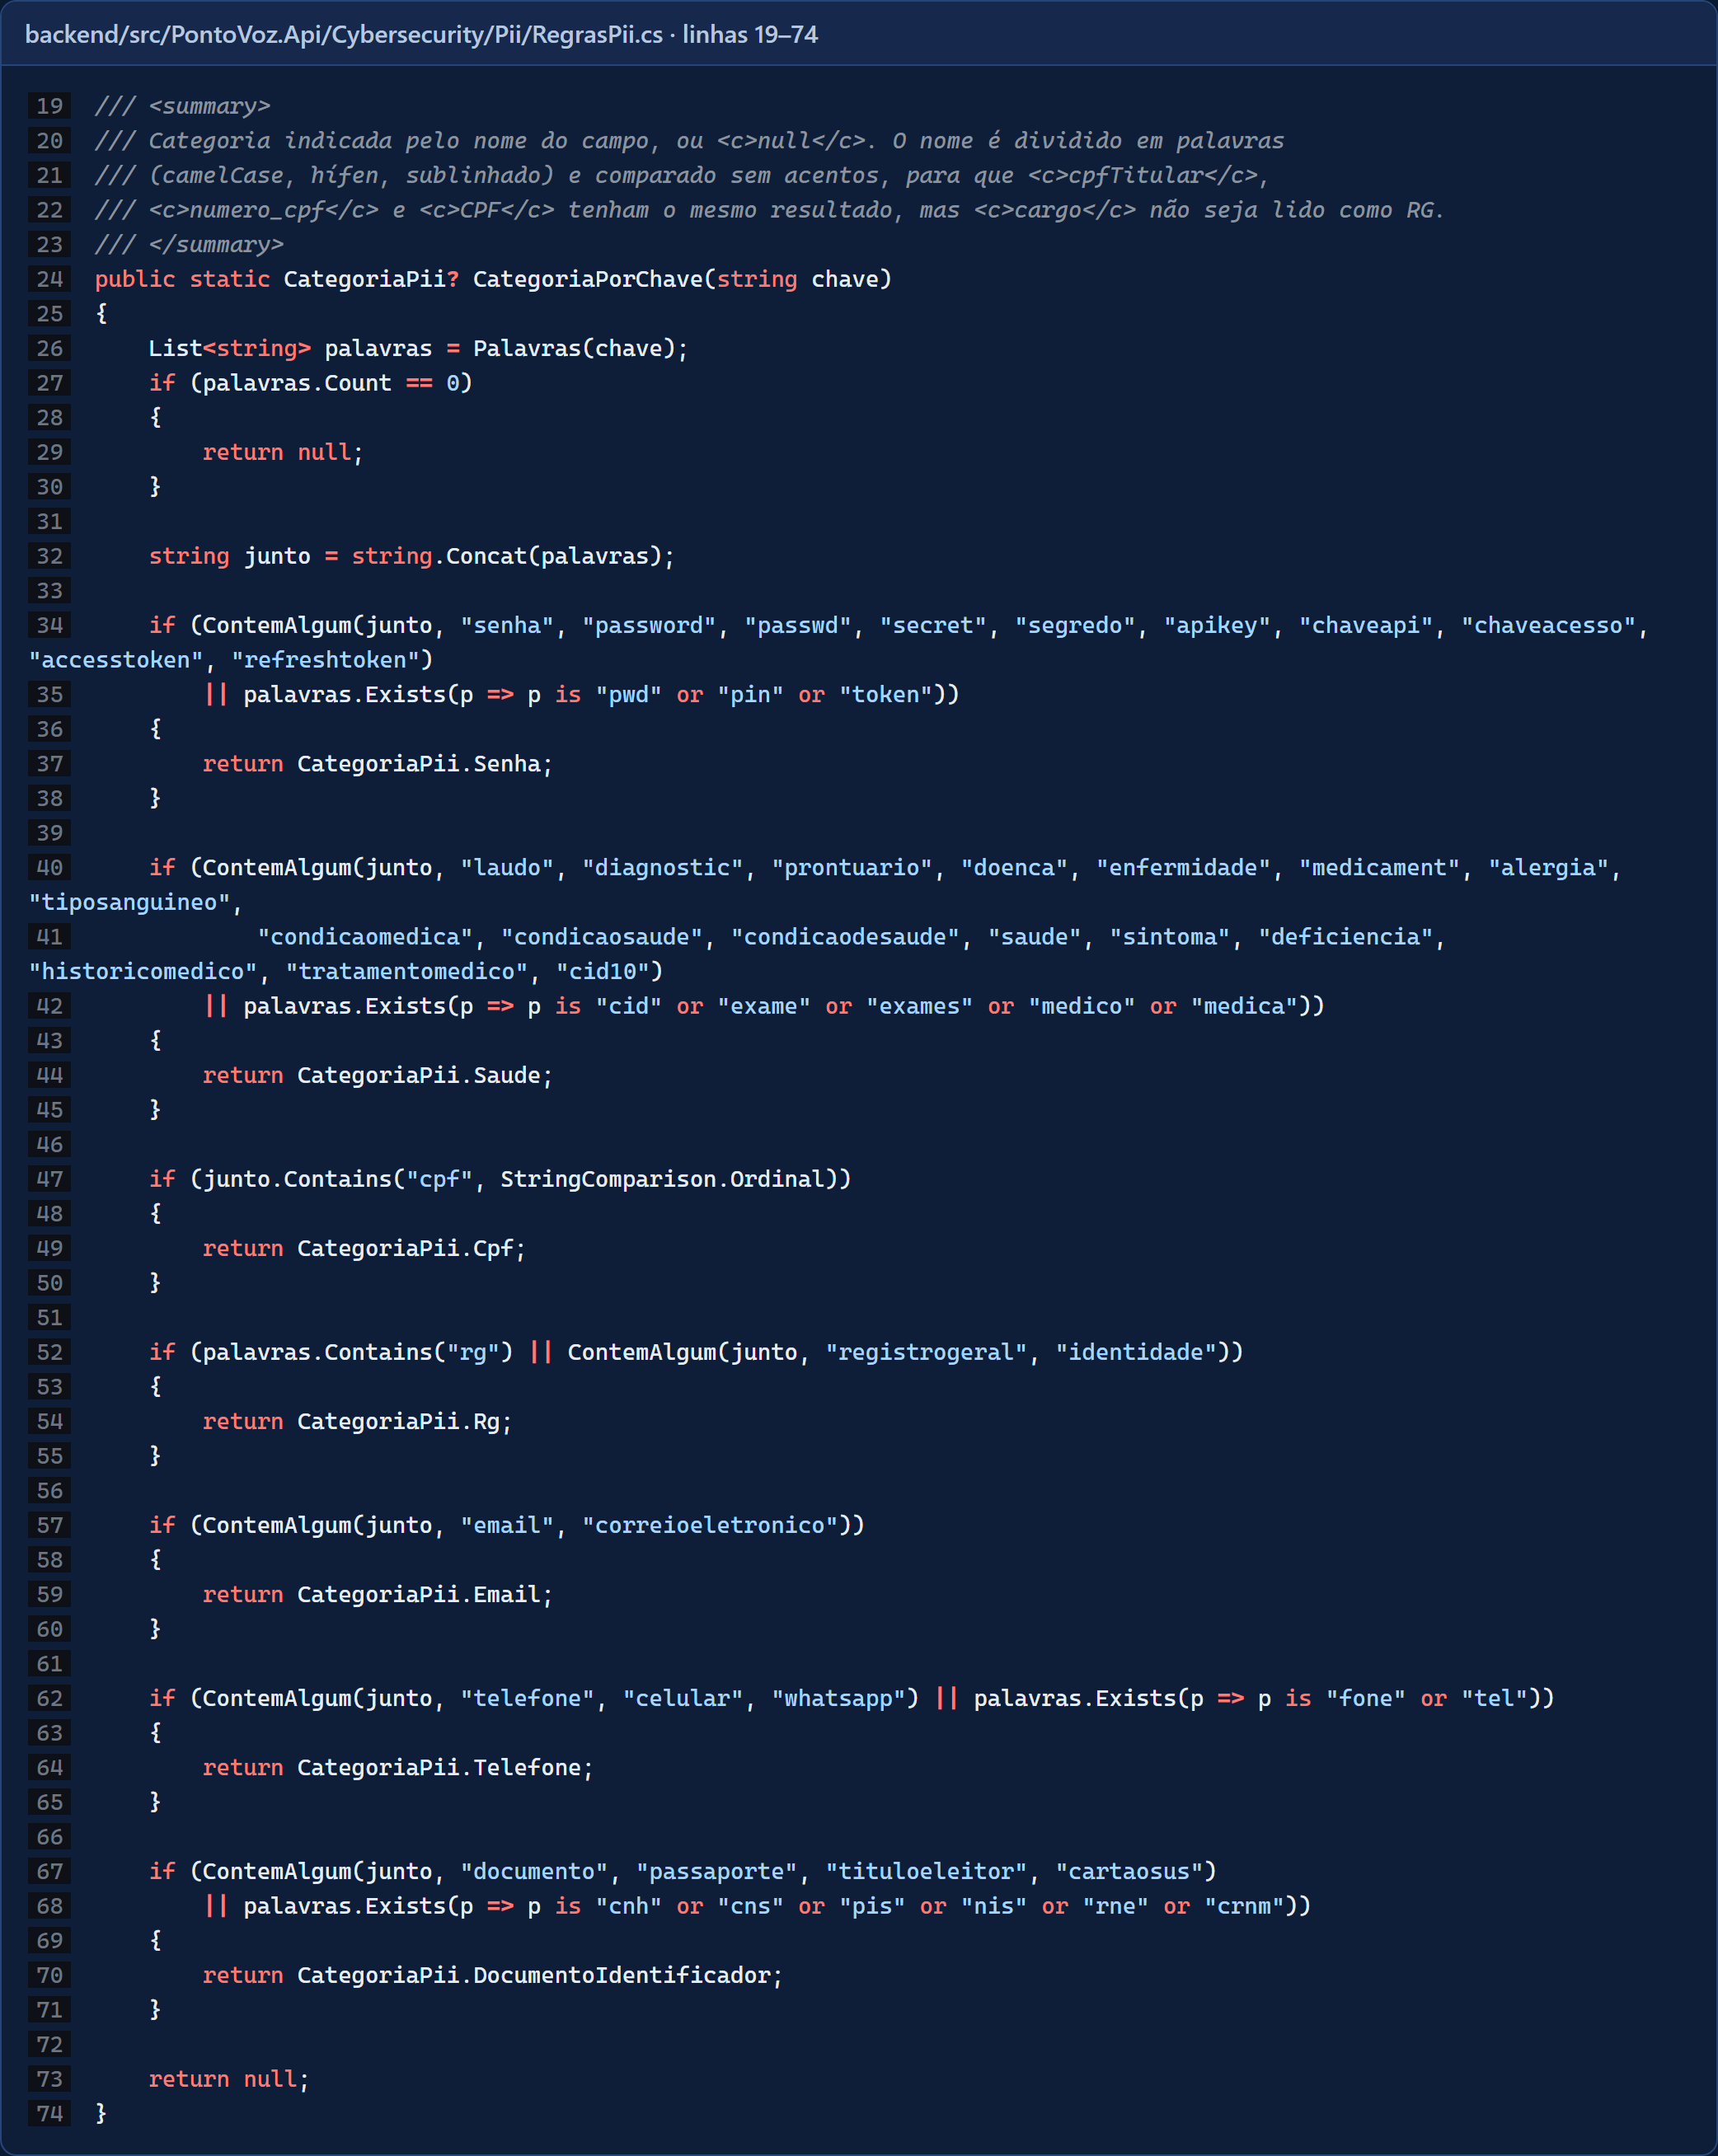 backend/src/PontoVoz.Api/Cybersecurity/Pii/RegrasPii.cs · linhas 19–74
19 /// <summary>
20 /// Categoria indicada pelo nome do campo, ou <c>null</c>. O nome é dividido em palavras
21 /// (camelCase, hífen, sublinhado) e comparado sem acentos, para que <c>cpfTitular</c>,
22 /// <c>numero_cpf</c> e <c>CPF</c> tenham o mesmo resultado, mas <c>cargo</c> não seja lido como RG.
23 /// </summary>
24 public static CategoriaPii? CategoriaPorChave(string chave)
25 {
26     List<string> palavras = Palavras(chave);
27     if (palavras.Count == 0)
28     {
29         return null;
30     }
31
32     string junto = string.Concat(palavras);
33
34     if (ContemAlgum(junto, "senha", "password", "passwd", "secret", "segredo", "apikey", "chaveapi", "chaveacesso",
"accesstoken", "refreshtoken")
35         || palavras.Exists(p => p is "pwd" or "pin" or "token"))
36     {
37         return CategoriaPii.Senha;
38     }
39
40     if (ContemAlgum(junto, "laudo", "diagnostic", "prontuario", "doenca", "enfermidade", "medicament", "alergia",
"tiposanguineo",
41             "condicaomedica", "condicaosaude", "condicaodesaude", "saude", "sintoma", "deficiencia",
"historicomedico", "tratamentomedico", "cid10")
42         || palavras.Exists(p => p is "cid" or "exame" or "exames" or "medico" or "medica"))
43     {
44         return CategoriaPii.Saude;
45     }
46
47     if (junto.Contains("cpf", StringComparison.Ordinal))
48     {
49         return CategoriaPii.Cpf;
50     }
51
52     if (palavras.Contains("rg") || ContemAlgum(junto, "registrogeral", "identidade"))
53     {
54         return CategoriaPii.Rg;
55     }
56
57     if (ContemAlgum(junto, "email", "correioeletronico"))
58     {
59         return CategoriaPii.Email;
60     }
61
62     if (ContemAlgum(junto, "telefone", "celular", "whatsapp") || palavras.Exists(p => p is "fone" or "tel"))
63     {
64         return CategoriaPii.Telefone;
65     }
66
67     if (ContemAlgum(junto, "documento", "passaporte", "tituloeleitor", "cartaosus")
68         || palavras.Exists(p => p is "cnh" or "cns" or "pis" or "nis" or "rne" or "crnm"))
69     {
70         return CategoriaPii.DocumentoIdentificador;
71     }
72
73     return null;
74 }